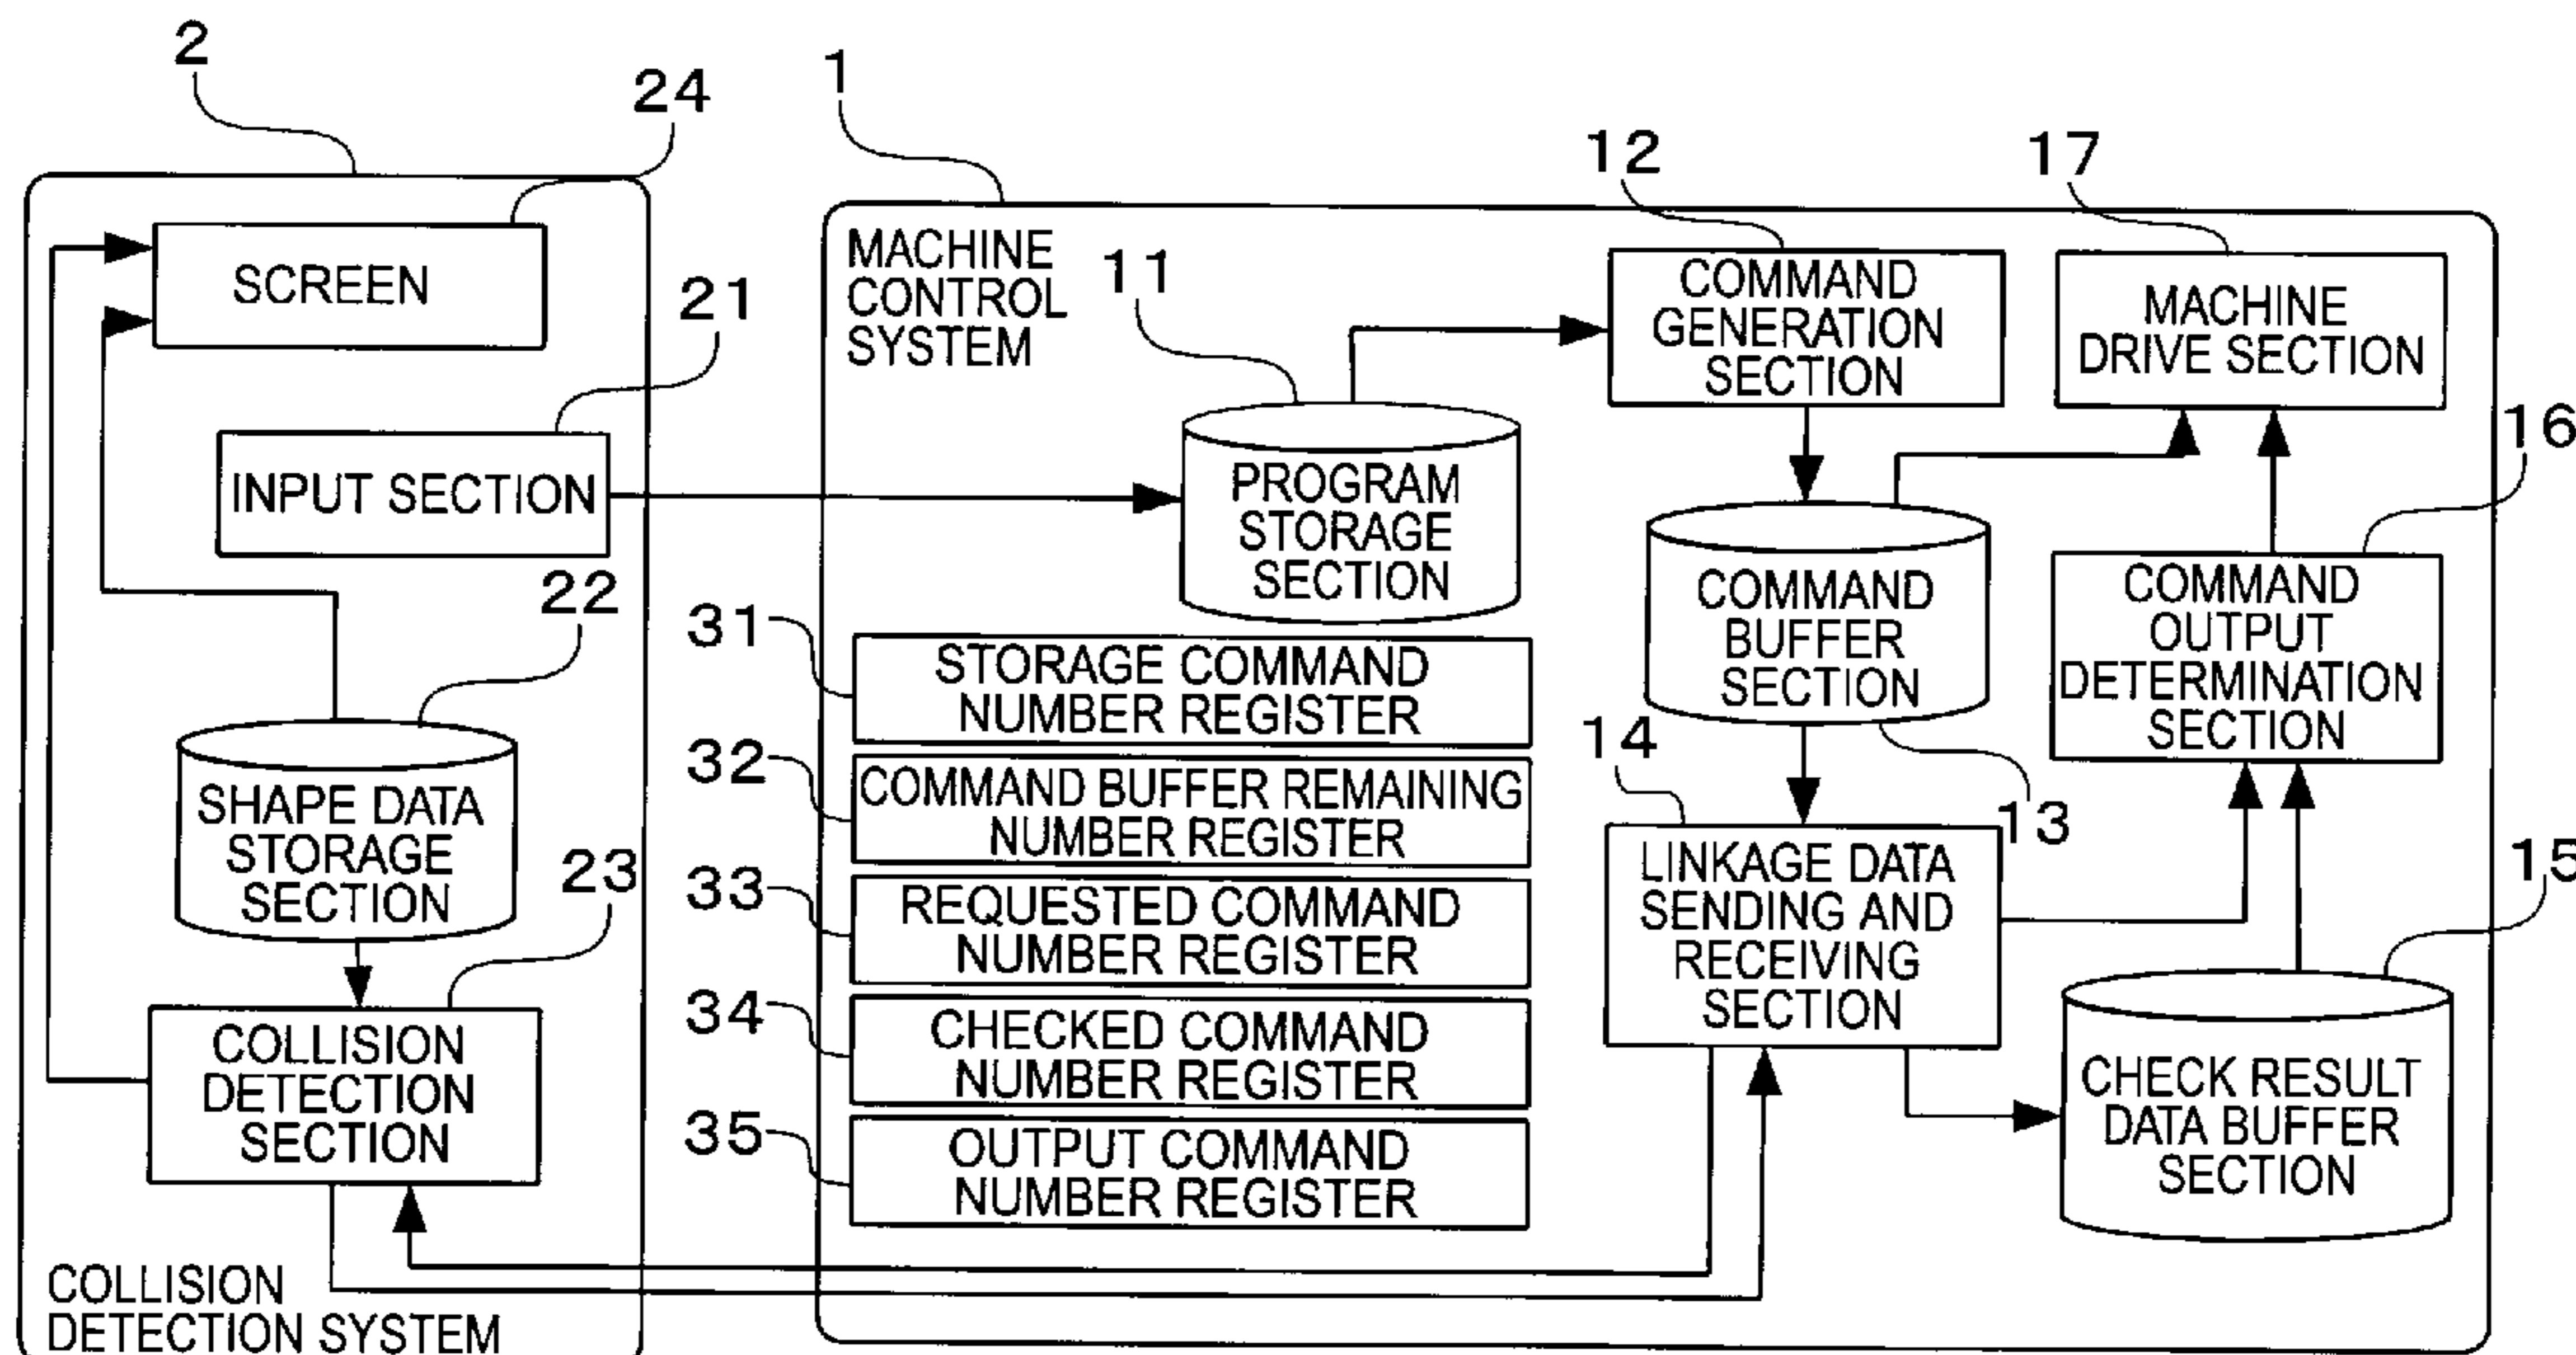 2
24
SCREEN
21
INPUT SECTION
22
SHAPE DATA
STORAGE
SECTION
23
COLLISION
DETECTION
SECTION
COLLISION
DETECTION SYSTEM
1
MACHINE
CONTROL
SYSTEM
11
PROGRAM
STORAGE
SECTION
12
COMMAND
GENERATION
SECTION
17
MACHINE
DRIVE SECTION
16
COMMAND
OUTPUT
DETERMINATION
SECTION
COMMAND
BUFFER
SECTION
13
31
STORAGE COMMAND
NUMBER REGISTER
32
COMMAND BUFFER REMAINING
NUMBER REGISTER
33
REQUESTED COMMAND
NUMBER REGISTER
34
CHECKED COMMAND
NUMBER REGISTER
35
OUTPUT COMMAND
NUMBER REGISTER
14
LINKAGE DATA
SENDING AND
RECEIVING
SECTION
15
CHECK RESULT
DATA BUFFER
SECTION